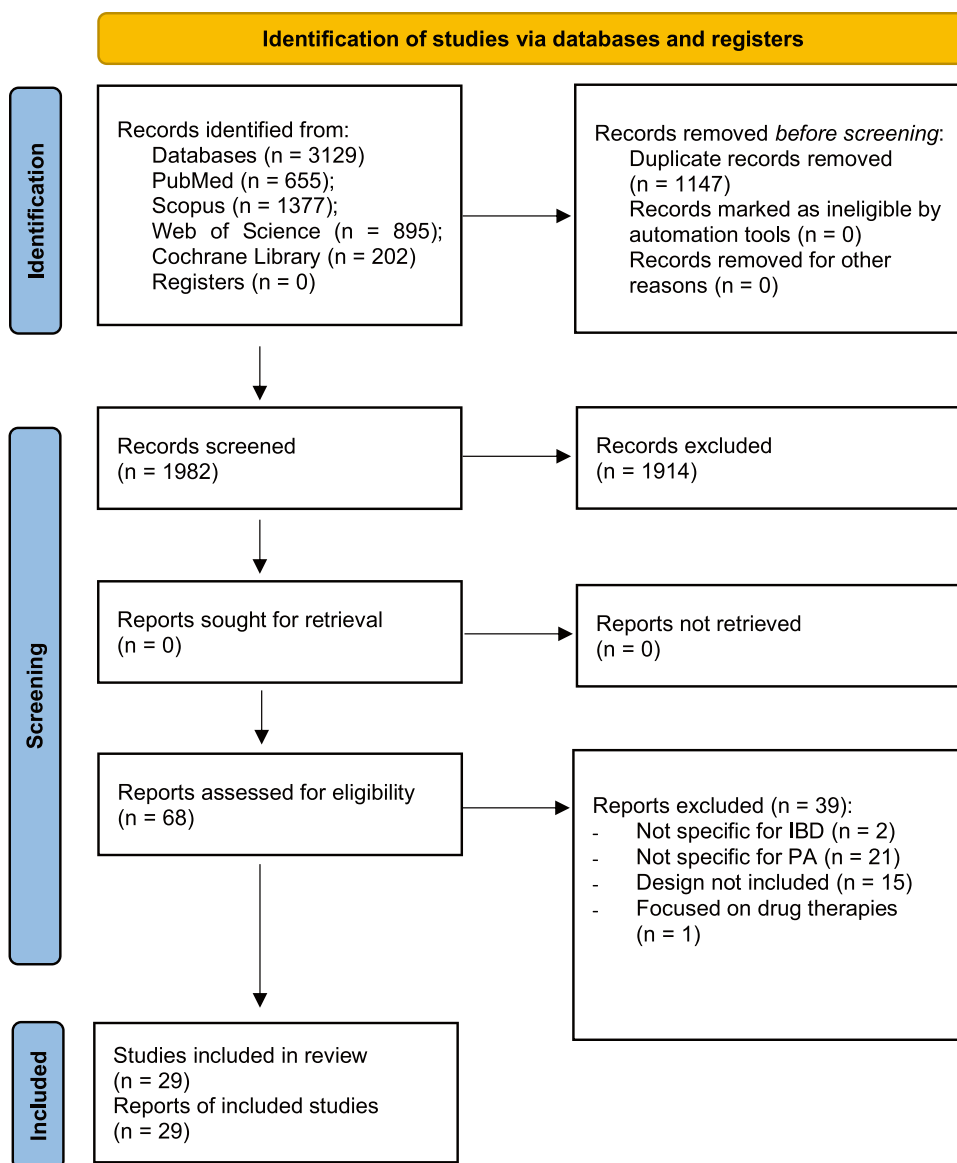 Identification of studies via databases and registers
Identification
Records identified from:
Databases (n = 3129)
PubMed (n = 655);
Scopus (n = 1377);
Web of Science (n = 895);
Cochrane Library (n = 202)
Registers (n = 0)
Records removed before screening:
Duplicate records removed
(n = 1147)
Records marked as ineligible by
automation tools (n = 0)
Records removed for other
reasons (n = 0)
Screening
Records screened
(n = 1982)
Records excluded
(n = 1914)
Reports sought for retrieval
(n = 0)
Reports not retrieved
(n = 0)
Reports assessed for eligibility
(n = 68)
Reports excluded (n = 39):
- Not specific for IBD (n = 2)
- Not specific for PA (n = 21)
- Design not included (n = 15)
- Focused on drug therapies
(n = 1)
Included
Studies included in review
(n = 29)
Reports of included studies
(n = 29)